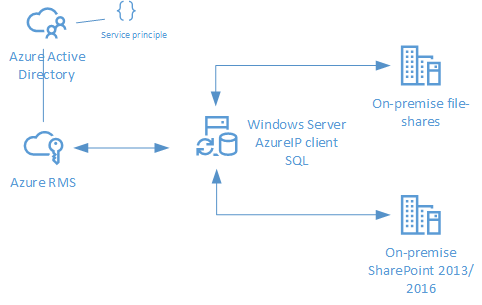 { }
Service principle
Azure Active
Directory
Azure RMS
Windows Server
AzureIP client
SQL
On-premise file-
shares
On-premise
SharePoint 2013/
2016